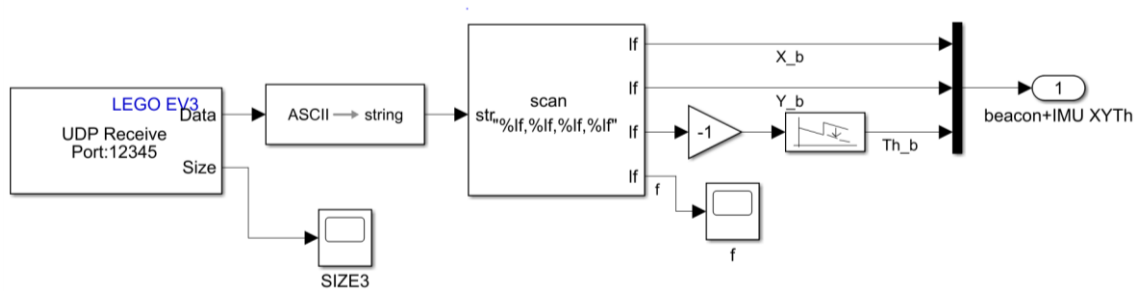 LEGO EV3
Data
UDP Receive
Port:12345
Size
SIZE3
ASCII → string
str
scan
"%lf,%lf,%lf,%lf"
lf
lf
lf
lf
X_b
Y_b
-1
Th_b
f
f
1
beacon+IMU XYTh